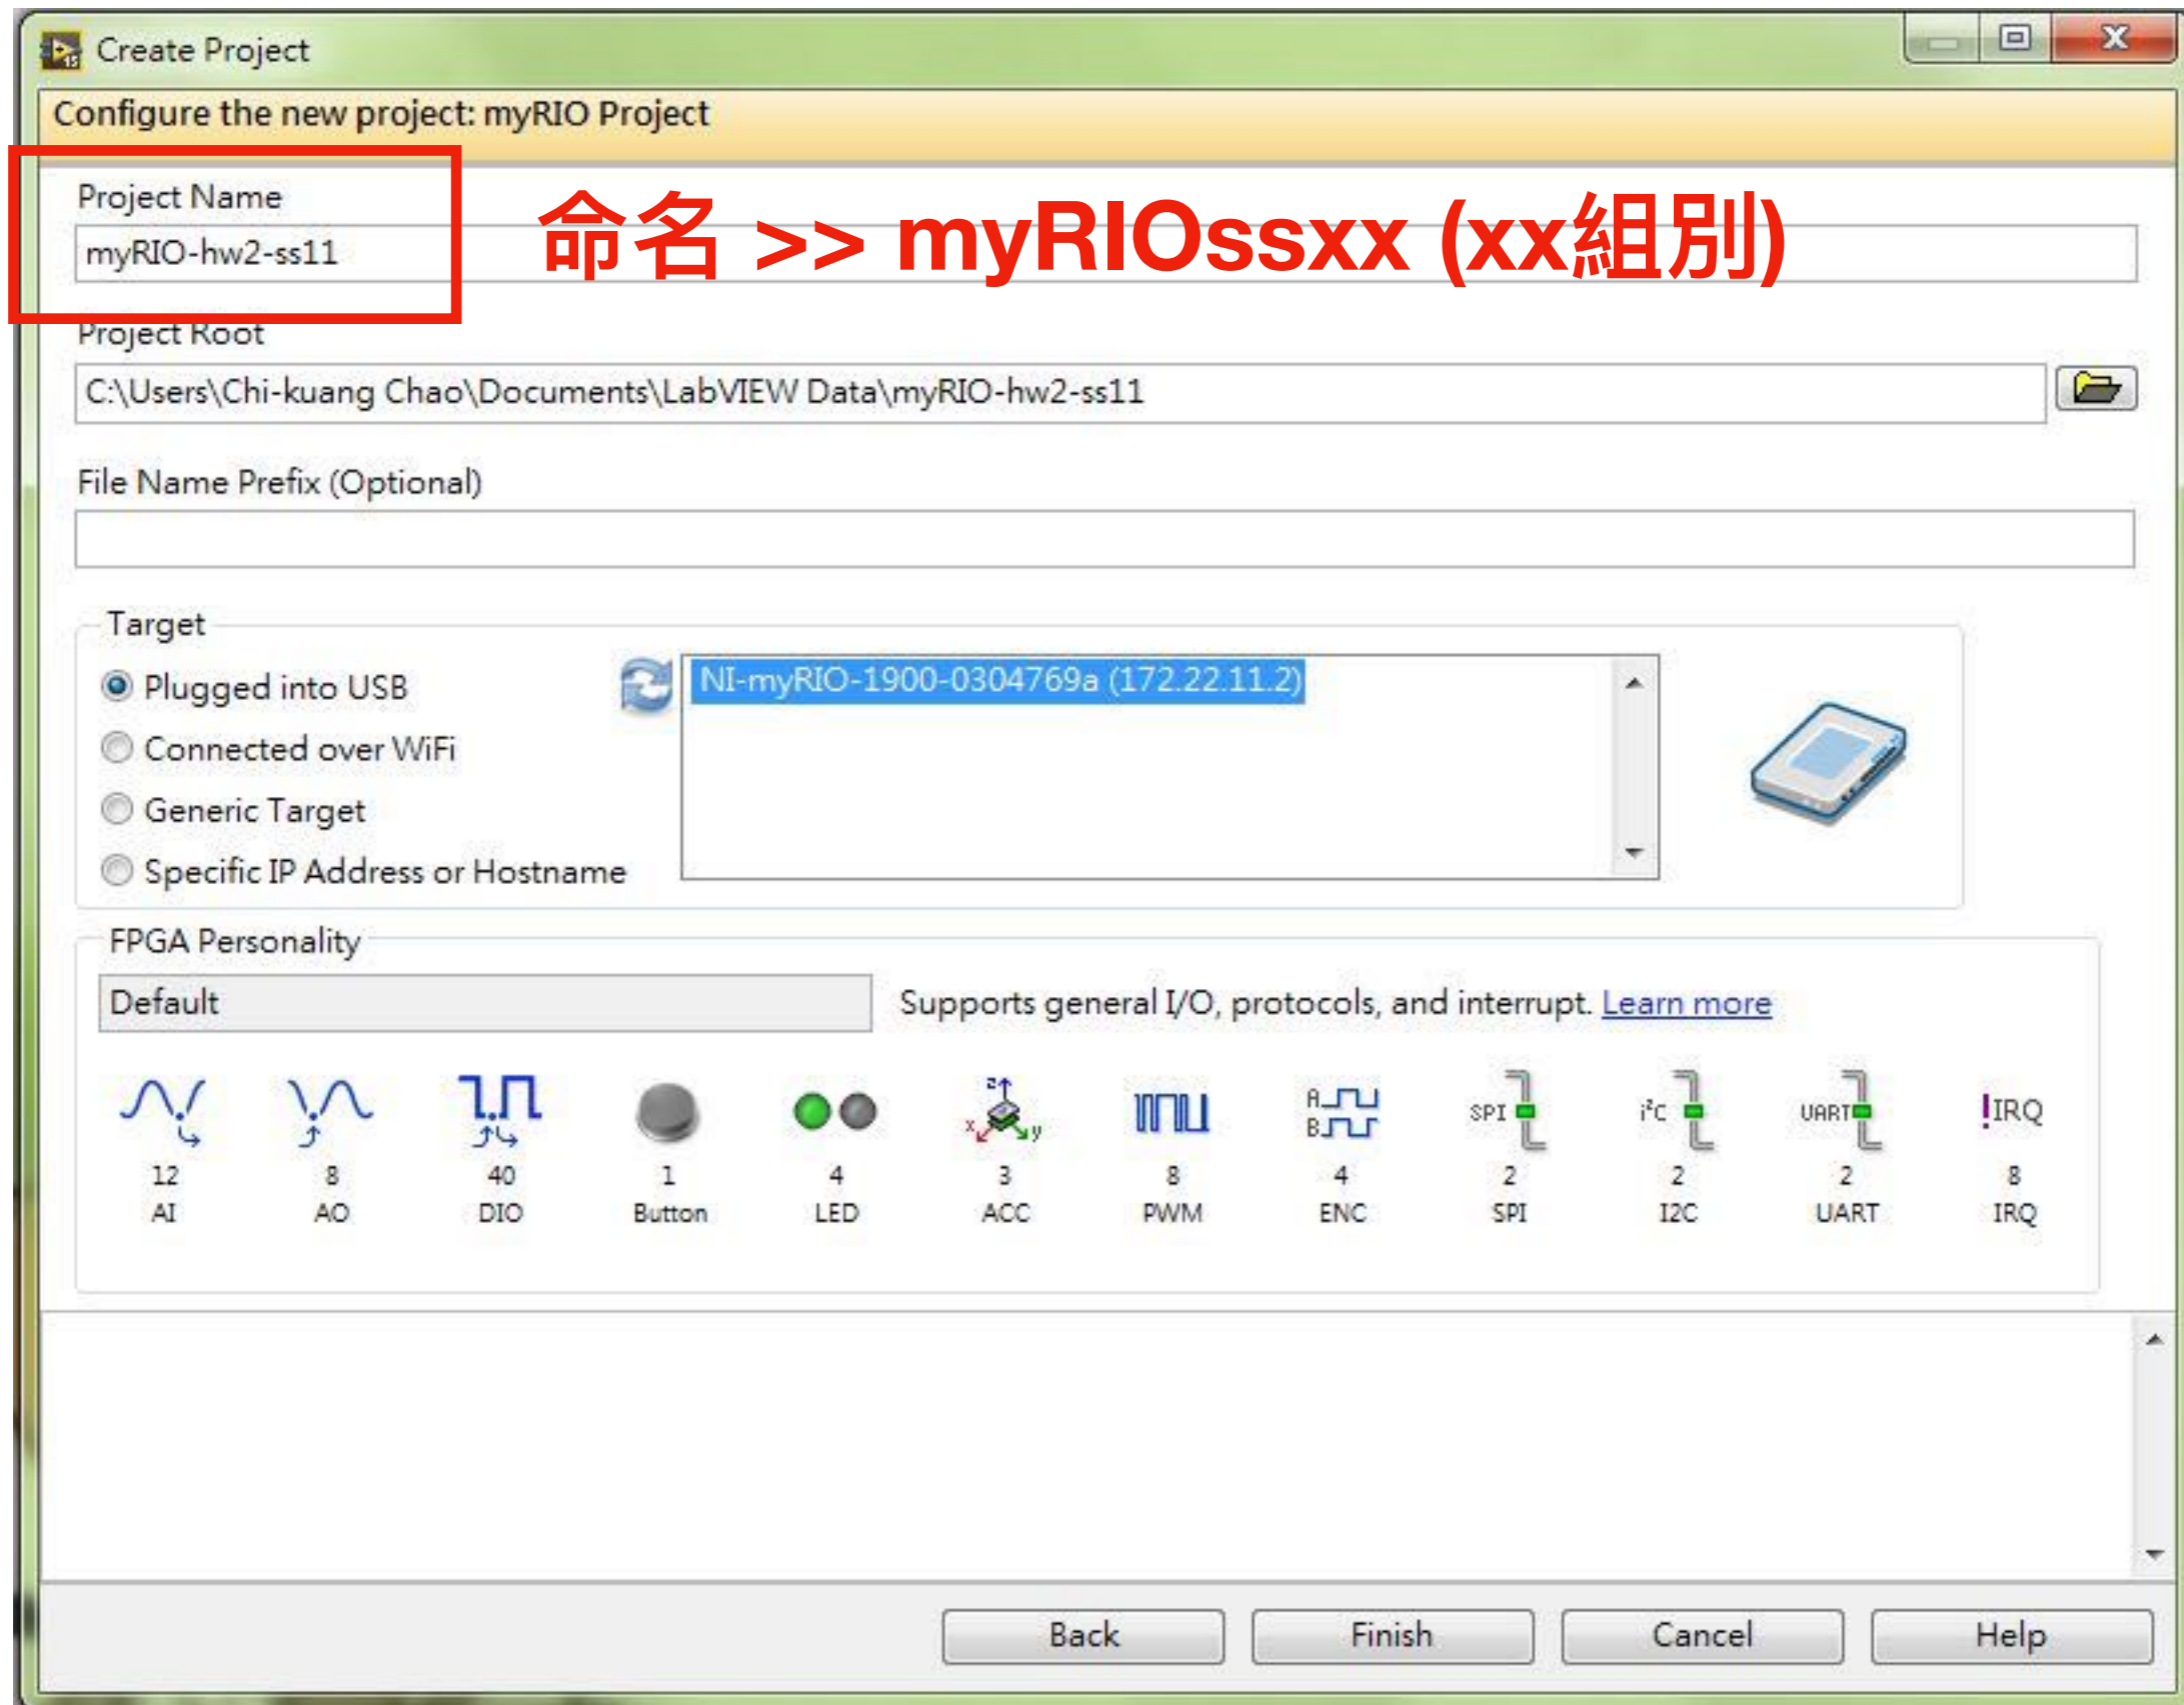 Create Project
Configure the new project: myRIO Project
Project Name
命名 >> myRIOssxx (xx組別)
myRIO-hw2-ss11
Project Root
C:\Users\Chi-kuang Chao\Documents\LabVIEW Data\myRIO-hw2-ss11
File Name Prefix (Optional)
Target
Plugged into USB
NI-myRIO-1900-0304769a (172.22.11.2)
Connected over WiFi
Generic Target
Specific IP Address or Hostname
FPGA Personality
Default
Supports general I/O, protocols, and interrupt. Learn more
z x y
A B
SPI
i²C
UART
!IRQ
12 8 40 1 4 3 8 4 2 2 2 8
AI AO DIO Button LED ACC PWM ENC SPI I2C UART IRQ
Back Finish Cancel Help